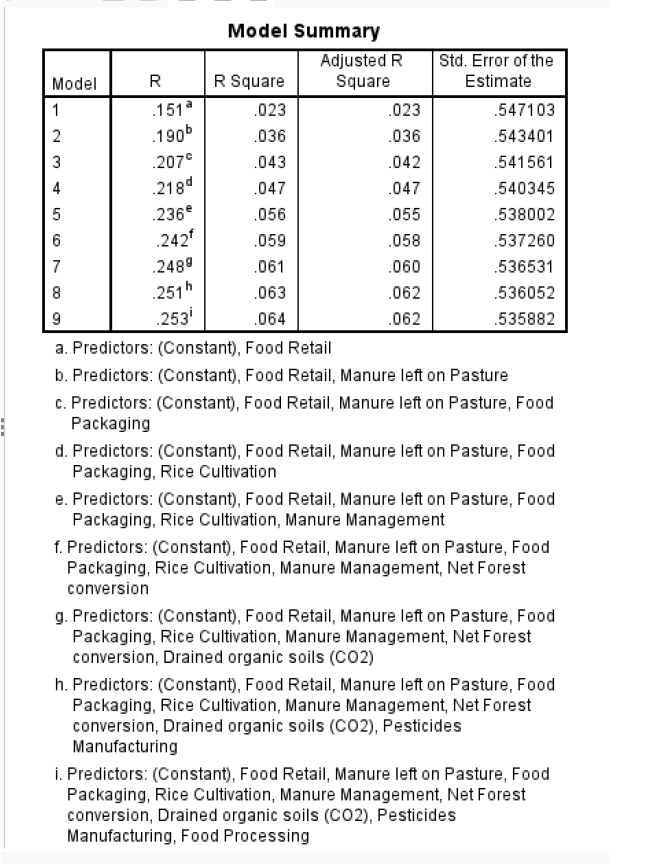 Model Summary
Model R R Square Adjusted R Square Std. Error of the Estimate
1 .151a .023 .023 .547103
2 .190b .036 .036 .543401
3 .207c .043 .042 .541561
4 .218d .047 .047 .540345
5 .236e .056 .055 .538002
6 .242f .059 .058 .537260
7 .248g .061 .060 .536531
8 .251h .063 .062 .536052
9 .253i .064 .062 .535882
a. Predictors: (Constant), Food Retail
b. Predictors: (Constant), Food Retail, Manure left on Pasture
c. Predictors: (Constant), Food Retail, Manure left on Pasture, Food
Packaging
d. Predictors: (Constant), Food Retail, Manure left on Pasture, Food
Packaging, Rice Cultivation
e. Predictors: (Constant), Food Retail, Manure left on Pasture, Food
Packaging, Rice Cultivation, Manure Management
f. Predictors: (Constant), Food Retail, Manure left on Pasture, Food
Packaging, Rice Cultivation, Manure Management, Net Forest
conversion
g. Predictors: (Constant), Food Retail, Manure left on Pasture, Food
Packaging, Rice Cultivation, Manure Management, Net Forest
conversion, Drained organic soils (CO2)
h. Predictors: (Constant), Food Retail, Manure left on Pasture, Food
Packaging, Rice Cultivation, Manure Management, Net Forest
conversion, Drained organic soils (CO2), Pesticides
Manufacturing
i. Predictors: (Constant), Food Retail, Manure left on Pasture, Food
Packaging, Rice Cultivation, Manure Management, Net Forest
conversion, Drained organic soils (CO2), Pesticides
Manufacturing, Food Processing